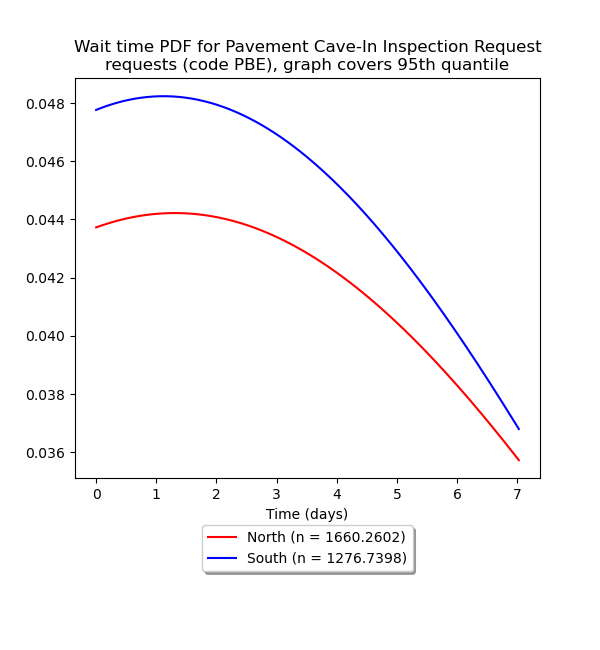 Wait time PDF for Pavement Cave-In Inspection Request
requests (code PBE), graph covers 95th quantile
0.048
0.046
0.044
0.042
0.040
0.038
0.036
0 1 2 3 4 5 6 7
Time (days)
North (n = 1660.2602)
South (n = 1276.7398)